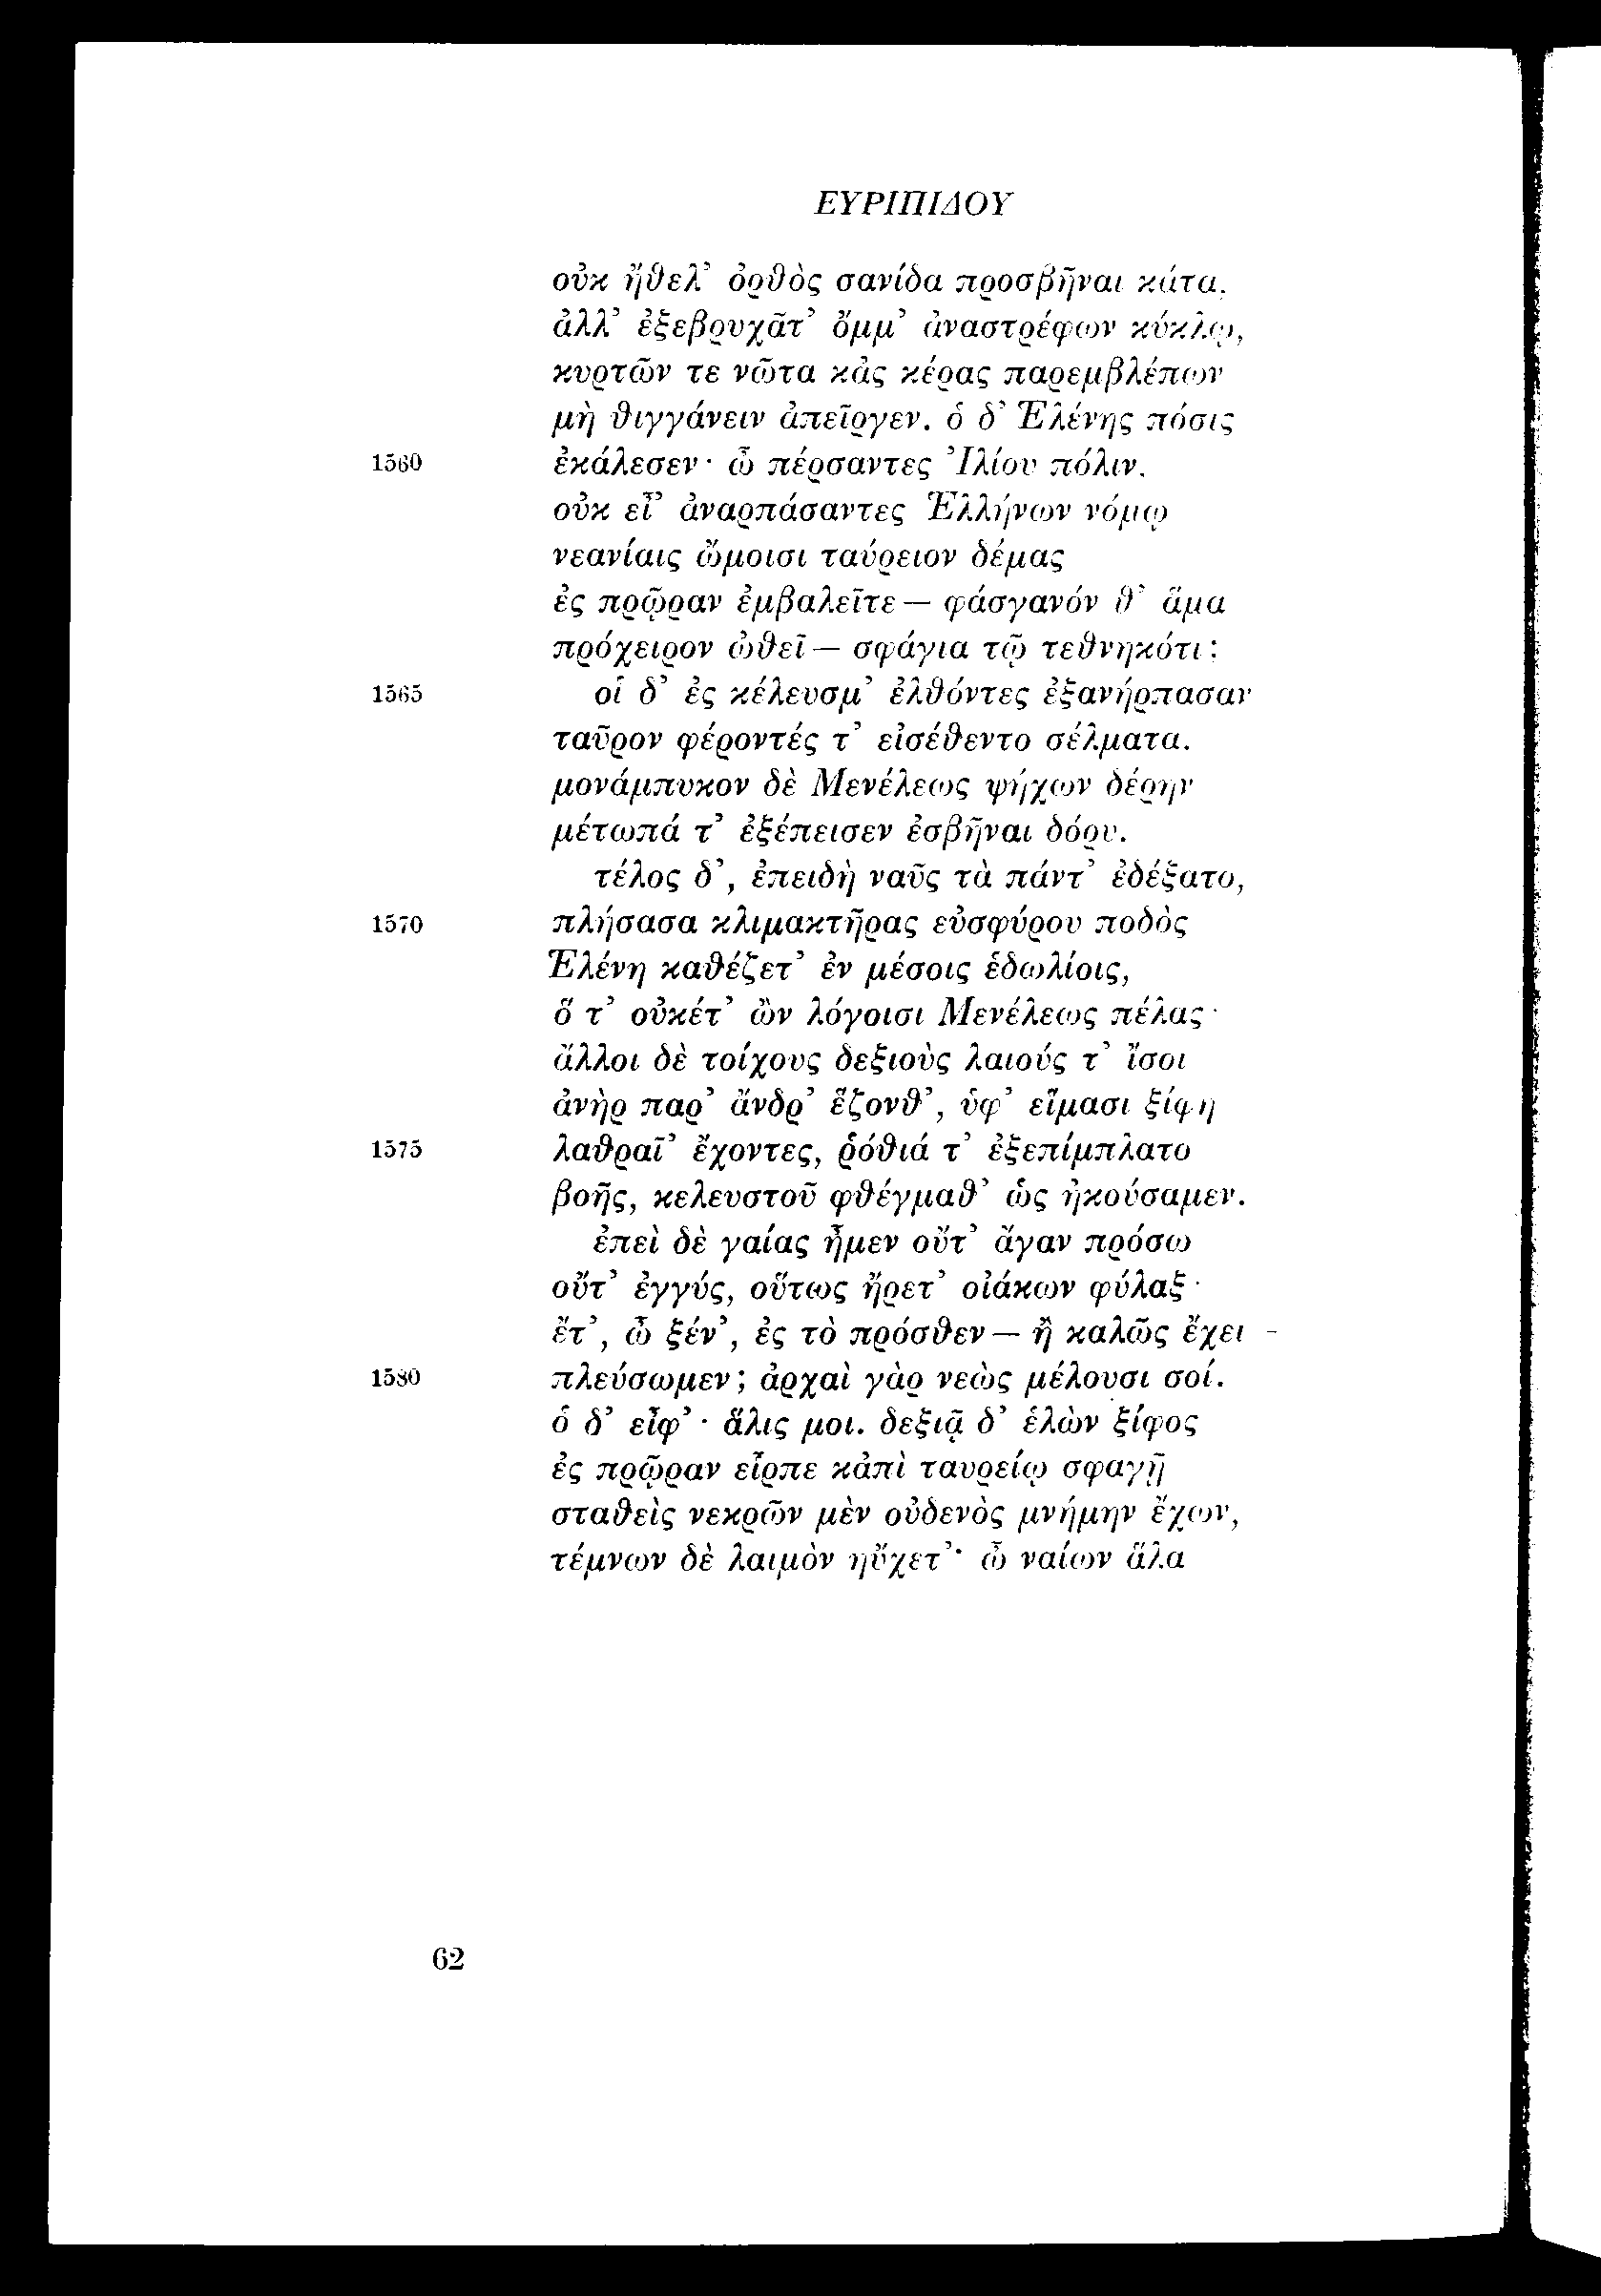 ΕΥΡΙΠΙΔΟΥ
οὐκ ἤθελ’ ὀρθὸς σανίδα προσβῆναι κάτα,
ἀλλ’ ἐξεβρυχᾶτ’ ὄμμ’ ἀναστρέφων κύκλῳ,
κυρτῶν τε νῶτα κἀς κέρας παρεμβλέπων
μὴ θιγγάνειν ἀπεῖργεν. ὁ δ’ Ἑλένης πόσις
1560 ἐκάλεσεν· ὦ πέρσαντες Ἰλίου πόλιν,
οὐκ εἶ’ ἀναρπάσαντες Ἑλλήνων νόμῳ
νεανίαις ὤμοισι ταύρειον δέμας
ἐς πρῷραν ἐμβαλεῖτε — φάσγανόν θ’ ἅμα
πρόχειρον ὠθεῖ — σφάγια τῷ τεθνηκότι;
1565 οἱ δ’ ἐς κέλευσμ’ ἐλθόντες ἐξανήρπασαν
ταῦρον φέροντές τ’ εἰσέθεντο σέλματα.
μονάμπυκον δὲ Μενέλεως ψήχων δέρην
μέτωπά τ’ ἐξέπεισεν ἐσβῆναι δόρυ.
τέλος δ’, ἐπειδὴ ναῦς τὰ πάντ’ ἐδέξατο,
1570 πλήσασα κλιμακτῆρας εὐσφύρου ποδὸς
Ἑλένη καθέζετ’ ἐν μέσοις ἑδωλίοις,
ὅ τ’ οὐκέτ’ ὢν λόγοισι Μενέλεως πέλας·
ἄλλοι δὲ τοίχους δεξιοὺς λαιούς τ’ ἴσοι
ἀνὴρ παρ’ ἄνδρ’ ἕζονθ’, ὑφ’ εἵμασι ξίφη
1575 λαθραῖ’ ἔχοντες, ῥόθιά τ’ ἐξεπίμπλατο
βοῆς, κελευστοῦ φθέγμαθ’ ὡς ἠκούσαμεν.
ἐπεὶ δὲ γαίας ἦμεν οὔτ’ ἄγαν πρόσω
οὔτ’ ἐγγύς, οὕτως ἤρετ’ οἰάκων φύλαξ·
ἔτ’, ὦ ξέν’, ἐς τὸ πρόσθεν — ἢ καλῶς ἔχει -
1580 πλεύσωμεν; ἀρχαὶ γὰρ νεὼς μέλουσι σοί.
ὁ δ’ εἶφ’· ἅλις μοι. δεξιᾷ δ’ ἑλὼν ξίφος
ἐς πρῷραν εἷρπε κἀπὶ ταυρείῳ σφαγῇ
σταθεὶς νεκρῶν μὲν οὐδενὸς μνήμην ἔχων,
τέμνων δὲ λαιμὸν ηὔχετ’· ὦ ναίων ἅλα
62